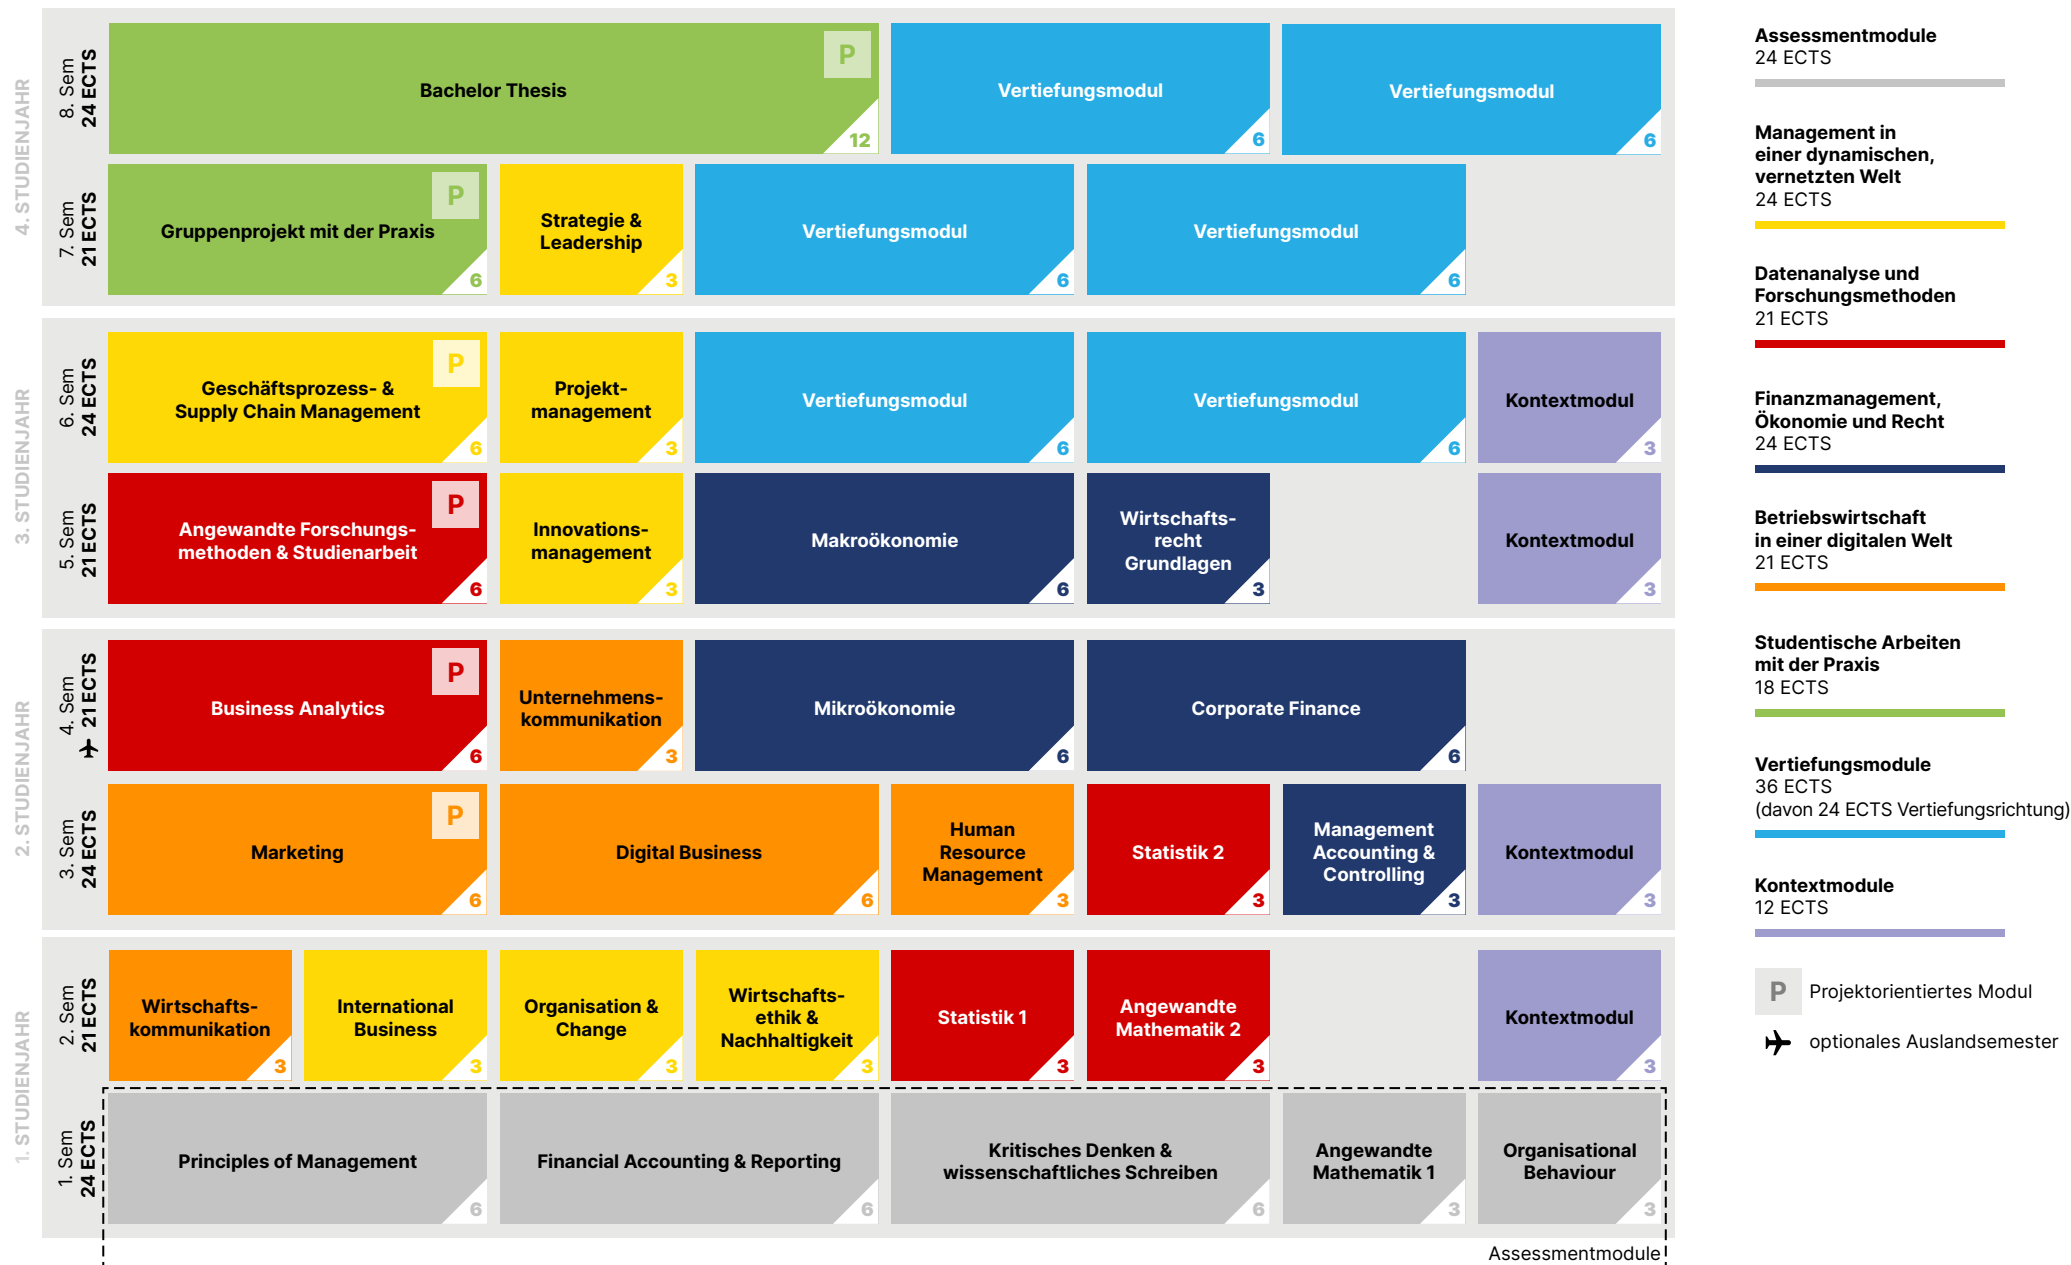 4. STUDIENJAHR
8. Sem
24 ECTS
Bachelor Thesis
P
12
Vertiefungsmodul
6
Vertiefungsmodul
6
7. Sem
21 ECTS
Gruppenprojekt mit der Praxis
P
6
Strategie &
Leadership
3
Vertiefungsmodul
6
Vertiefungsmodul
6
3. STUDIENJAHR
6. Sem
24 ECTS
Geschäftsprozess- &
Supply Chain Management
P
6
Projekt-
management
3
Vertiefungsmodul
6
Vertiefungsmodul
6
Kontextmodul
3
5. Sem
21 ECTS
Angewandte Forschungs-
methoden & Studienarbeit
P
6
Innovations-
management
3
Makroökonomie
6
Wirtschafts-
recht
Grundlagen
3
Kontextmodul
3
2. STUDIENJAHR
4. Sem
21 ECTS
Business Analytics
P
6
Unternehmens-
kommunikation
3
Mikroökonomie
6
Corporate Finance
6
3. Sem
24 ECTS
Marketing
P
6
Digital Business
6
Human
Resource
Management
3
Statistik 2
3
Management
Accounting &
Controlling
3
Kontextmodul
3
1. STUDIENJAHR
2. Sem
21 ECTS
Wirtschafts-
kommunikation
3
International
Business
3
Organisation &
Change
3
Wirtschafts-
ethik &
Nachhaltigkeit
3
Statistik 1
3
Angewandte
Mathematik 2
3
Kontextmodul
3
1. Sem
24 ECTS
Principles of Management
6
Financial Accounting & Reporting
6
Kritisches Denken &
wissenschaftliches Schreiben
6
Angewandte
Mathematik 1
3
Organisational
Behaviour
3
Assessmentmodule
Assessmentmodule
24 ECTS
Management in
einer dynamischen,
vernetzten Welt
24 ECTS
Datenanalyse und
Forschungsmethoden
21 ECTS
Finanzmanagement,
Ökonomie und Recht
24 ECTS
Betriebswirtschaft
in einer digitalen Welt
21 ECTS
Studentische Arbeiten
mit der Praxis
18 ECTS
Vertiefungsmodule
36 ECTS
(davon 24 ECTS Vertiefungsrichtung)
Kontextmodule
12 ECTS
P Projektorientiertes Modul
optionales Auslandsemester